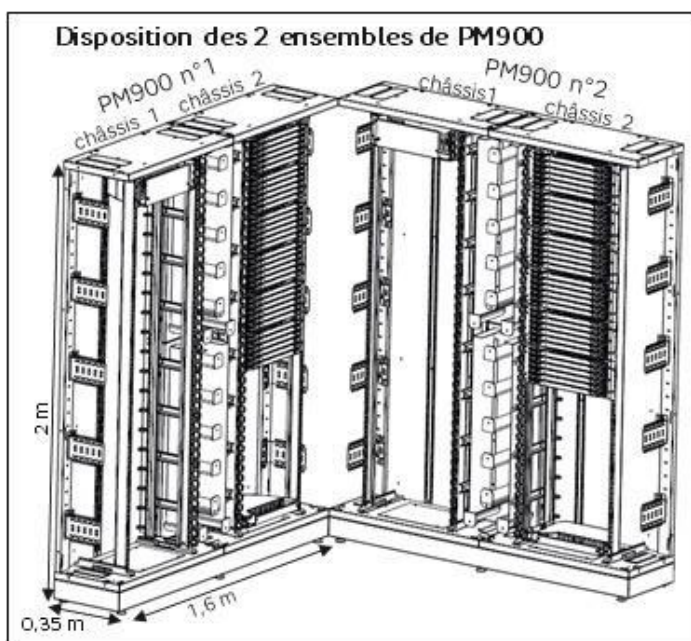 Disposition des 2 ensembles de PM900
PM900 n°1
châssis 1
châssis 2
PM900 n°2
châssis1
châssis 2
2 m
0,35 m
1,6 m